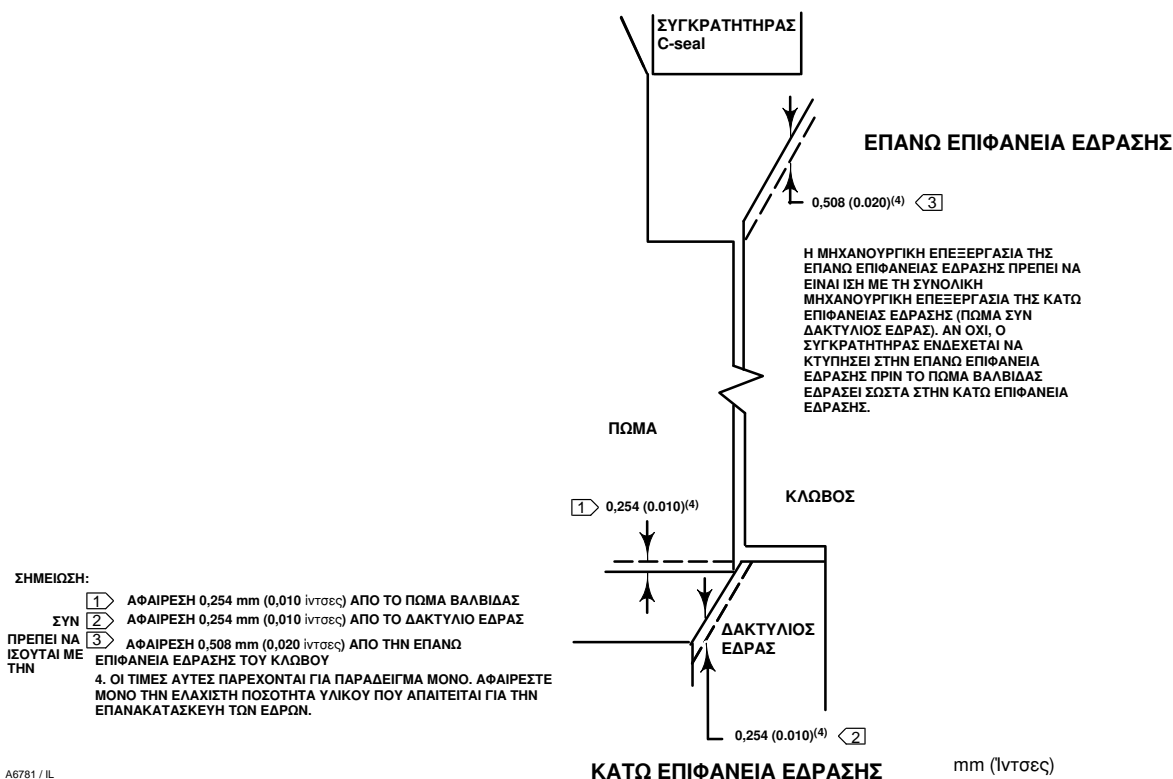 ΣΥΓΚΡΑΤΗΤΗΡΑΣ
C-seal
ΕΠΑΝΩ ΕΠΙΦΑΝΕΙΑ ΕΔΡΑΣΗΣ
0,508 (0.020)(4) 3
Η ΜΗΧΑΝΟΥΡΓΙΚΗ ΕΠΕΞΕΡΓΑΣΙΑ ΤΗΣ
ΕΠΑΝΩ ΕΠΙΦΑΝΕΙΑΣ ΕΔΡΑΣΗΣ ΠΡΕΠΕΙ ΝΑ
ΕΙΝΑΙ ΙΣΗ ΜΕ ΤΗ ΣΥΝΟΛΙΚΗ
ΜΗΧΑΝΟΥΡΓΙΚΗ ΕΠΕΞΕΡΓΑΣΙΑ ΤΗΣ ΚΑΤΩ
ΕΠΙΦΑΝΕΙΑΣ ΕΔΡΑΣΗΣ (ΠΩΜΑ ΣΥΝ
ΔΑΚΤΥΛΙΟΣ ΕΔΡΑΣ). ΑΝ ΟΧΙ, Ο
ΣΥΓΚΡΑΤΗΤΗΡΑΣ ΕΝΔΕΧΕΤΑΙ ΝΑ
ΚΤΥΠΗΣΕΙ ΣΤΗΝ ΕΠΑΝΩ ΕΠΙΦΑΝΕΙΑ
ΕΔΡΑΣΗΣ ΠΡΙΝ ΤΟ ΠΩΜΑ ΒΑΛΒΙΔΑΣ
ΕΔΡΑΣΕΙ ΣΩΣΤΑ ΣΤΗΝ ΚΑΤΩ ΕΠΙΦΑΝΕΙΑ
ΕΔΡΑΣΗΣ.
ΠΩΜΑ
ΚΛΩΒΟΣ
1 0,254 (0.010)(4)
ΔΑΚΤΥΛΙΟΣ
ΕΔΡΑΣ
0,254 (0.010)(4) 2
ΚΑΤΩ ΕΠΙΦΑΝΕΙΑ ΕΔΡΑΣΗΣ
mm (Ίντσες)
ΣΗΜΕΙΩΣΗ:
1 ΑΦΑΙΡΕΣΗ 0,254 mm (0,010 ίντσες) ΑΠΟ ΤΟ ΠΩΜΑ ΒΑΛΒΙΔΑΣ
ΣΥΝ 2 ΑΦΑΙΡΕΣΗ 0,254 mm (0,010 ίντσες) ΑΠΟ ΤΟ ΔΑΚΤΥΛΙΟ ΕΔΡΑΣ
ΠΡΕΠΕΙ ΝΑ
ΙΣΟΥΤΑΙ ΜΕ
ΤΗΝ
3 ΑΦΑΙΡΕΣΗ 0,508 mm (0,020 ίντσες) ΑΠΟ ΤΗΝ ΕΠΑΝΩ
ΕΠΙΦΑΝΕΙΑ ΕΔΡΑΣΗΣ ΤΟΥ ΚΛΩΒΟΥ
4. ΟΙ ΤΙΜΕΣ ΑΥΤΕΣ ΠΑΡΕΧΟΝΤΑΙ ΓΙΑ ΠΑΡΑΔΕΙΓΜΑ ΜΟΝΟ. ΑΦΑΙΡΕΣΤΕ
ΜΟΝΟ ΤΗΝ ΕΛΑΧΙΣΤΗ ΠΟΣΟΤΗΤΑ ΥΛΙΚΟΥ ΠΟΥ ΑΠΑΙΤΕΙΤΑΙ ΓΙΑ ΤΗΝ
ΕΠΑΝΑΚΑΤΑΣΚΕΥΗ ΤΩΝ ΕΔΡΩΝ.
A6781 / IL